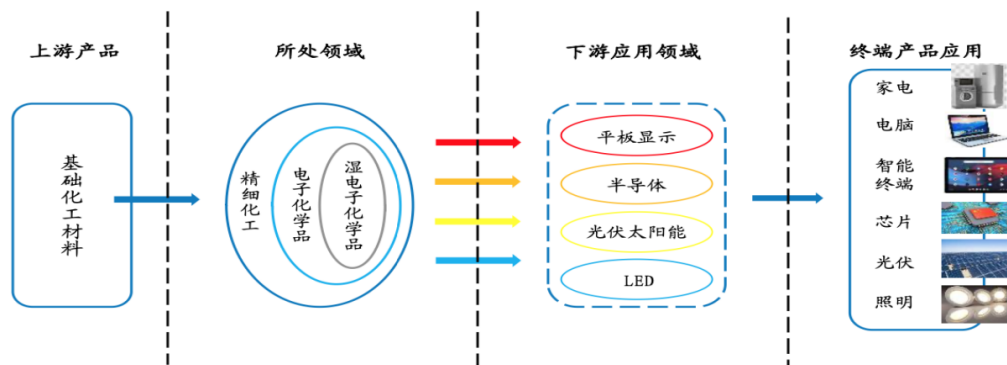 上游产品
所处领域
下游应用领域
终端产品应用
基础化工材料
精细化工
电子化学品
湿电子化学品
平板显示
半导体
光伏太阳能
LED
家电
电脑
智能
终端
芯片
光伏
照明